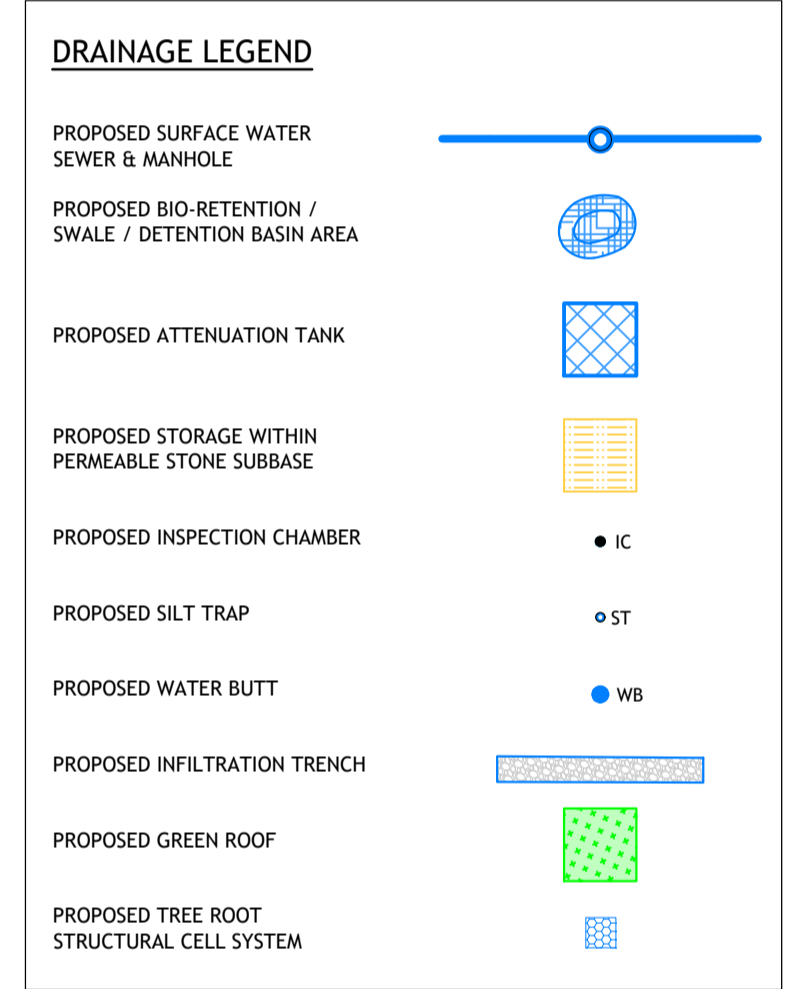 DRAINAGE LEGEND
PROPOSED SURFACE WATER
SEWER & MANHOLE
PROPOSED BIO-RETENTION /
SWALE / DETENTION BASIN AREA
PROPOSED ATTENUATION TANK
PROPOSED STORAGE WITHIN
PERMEABLE STONE SUBBASE
PROPOSED INSPECTION CHAMBER
IC
PROPOSED SILT TRAP
ST
PROPOSED WATER BUTT
WB
PROPOSED INFILTRATION TRENCH
PROPOSED GREEN ROOF
PROPOSED TREE ROOT
STRUCTURAL CELL SYSTEM